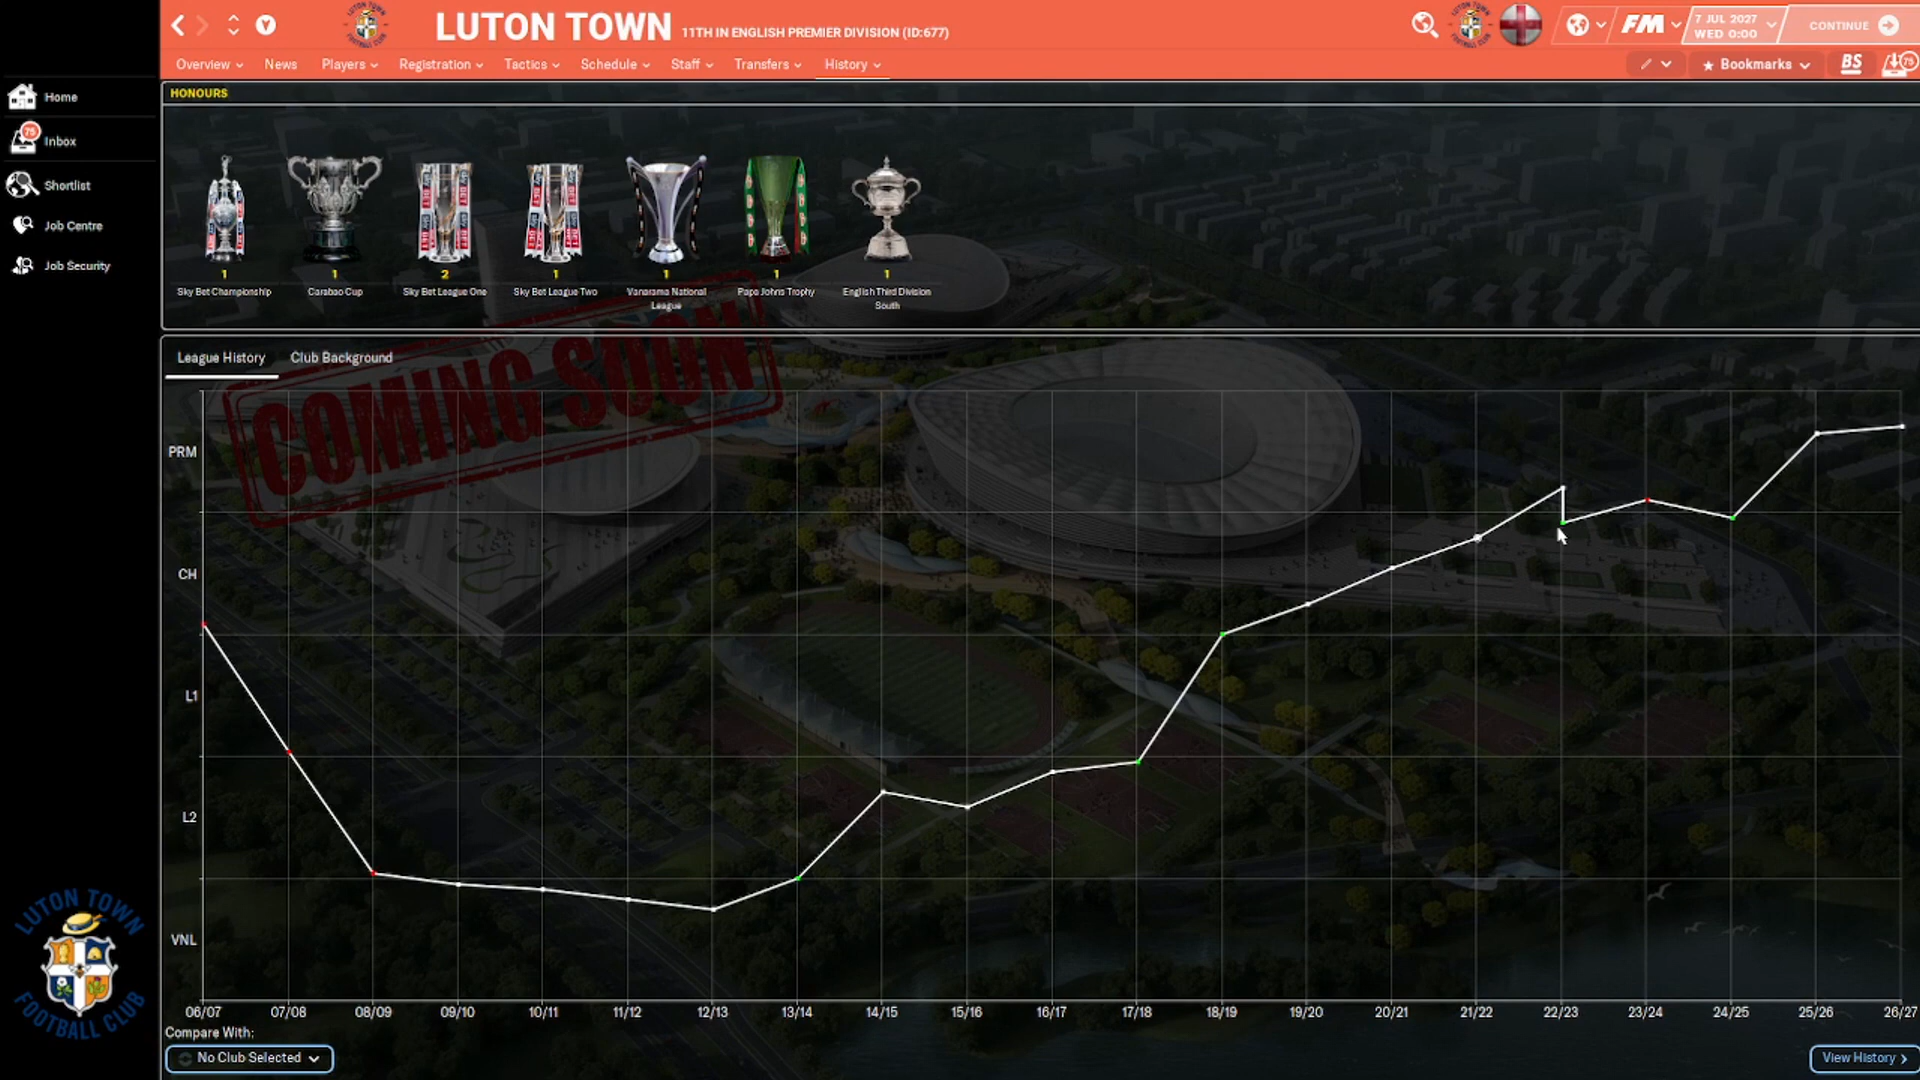 LUTON TOWN
11TH IN ENGLISH PREMIER DIVISION (ID:677)
FM
7 JUL 2027
WED 0:00
CONTINUE
Overview
News
Players
Registration
Tactics
Schedule
Staff
Transfers
History
Bookmarks
BS
75
Home
75
Inbox
Shortlist
Job Centre
Job Security
HONOURS
1
1
2
1
1
1
1
Sky Bet Championship
Carabao Cup
Sky Bet League One
Sky Bet League Two
Vanarama National
League
Papa Johns Trophy
English Third Division
South
League History
Club Background
COMING SOON
PRM
CH
L1
L2
VNL
06/07
07/08
08/09
09/10
10/11
11/12
12/13
13/14
14/15
15/16
16/17
17/18
18/19
19/20
20/21
21/22
22/23
23/24
24/25
25/26
26/27
Compare With:
No Club Selected
View History
LUTON TOWN
FOOTBALL CLUB